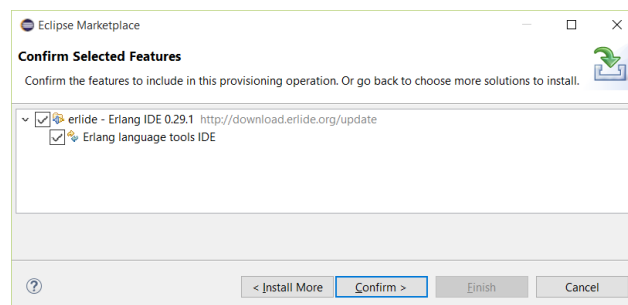 Eclipse Marketplace
Confirm Selected Features
Confirm the features to include in this provisioning operation. Or go back to choose more solutions to install.
erlide - Erlang IDE 0.29.1 http://download.erlide.org/update
Erlang language tools IDE
< Install More Confirm > Finish Cancel